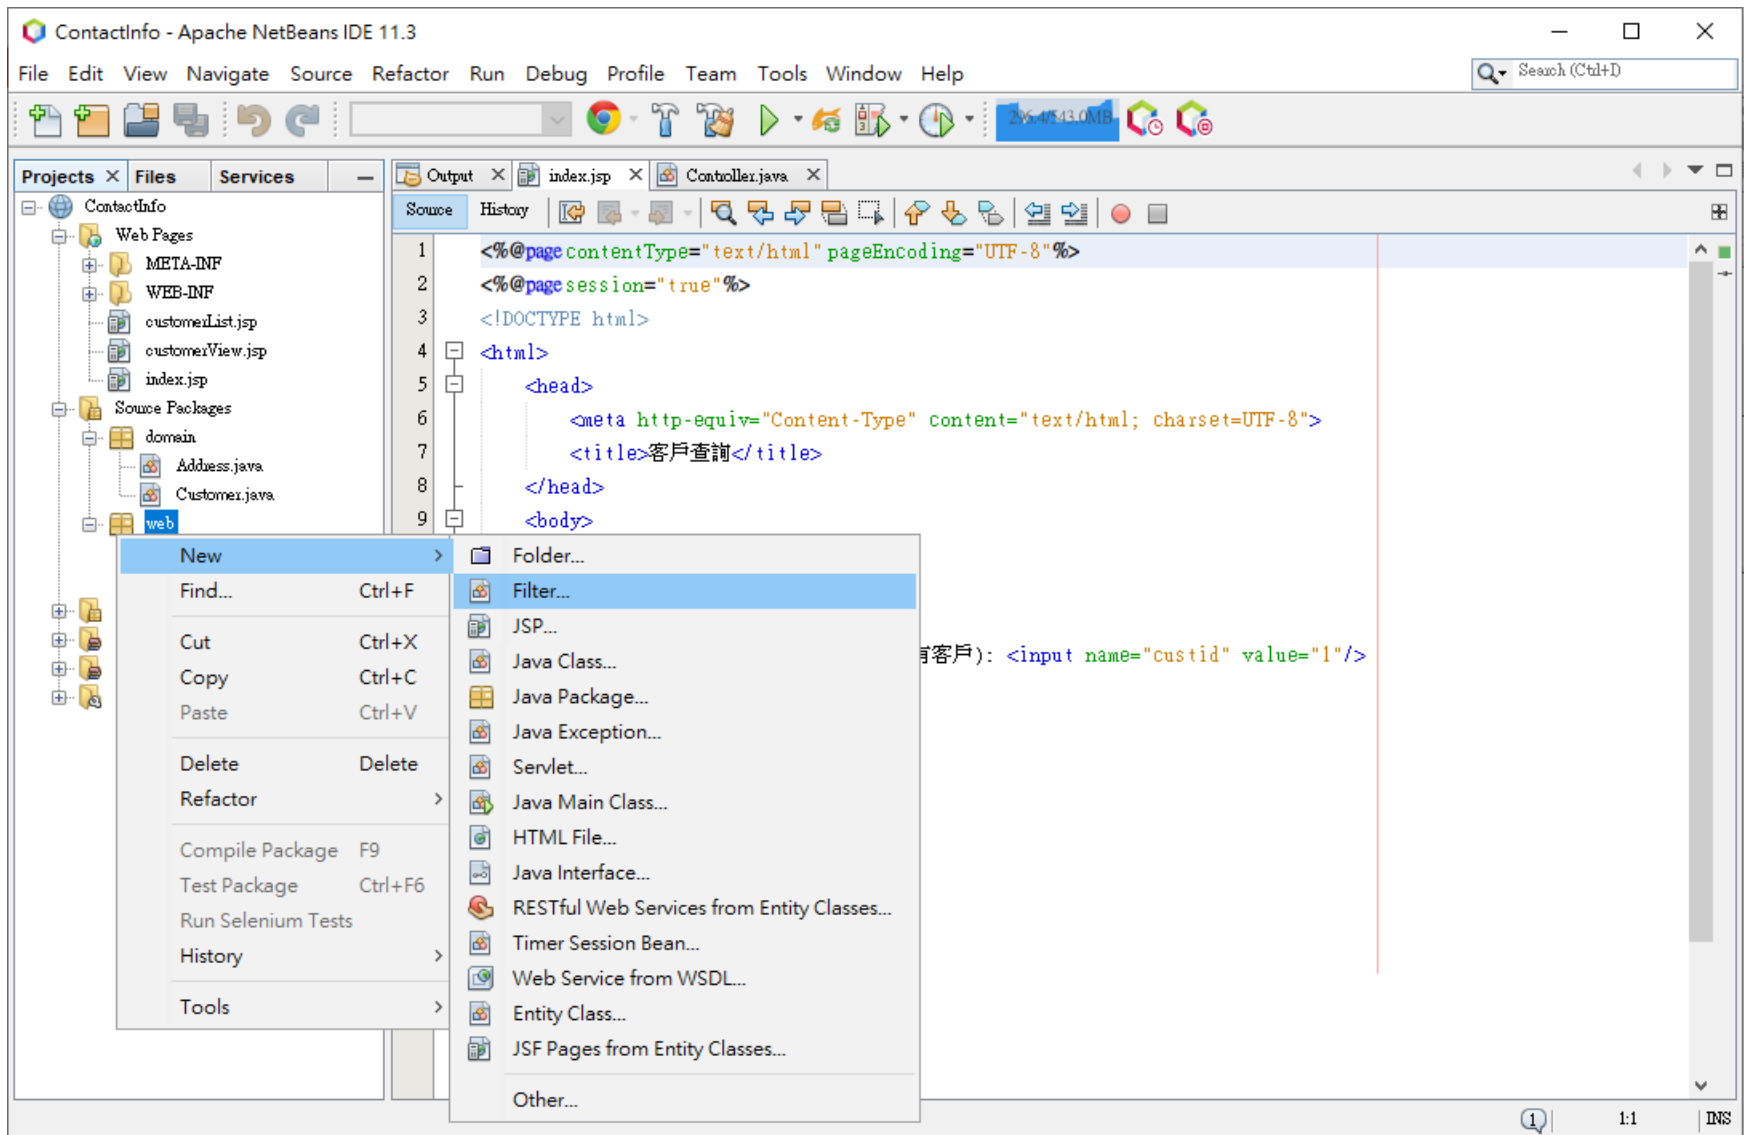 ContactInfo - Apache NetBeans IDE 11.3
File Edit View Navigate Source Refactor Run Debug Profile Team Tools Window Help
Search (Ctrl+I)
296.4/543.0MB
Projects Files Services
ContactInfo
Web Pages
META-INF
WEB-INF
customerList.jsp
customerView.jsp
index.jsp
Source Packages
domain
Address.java
Customer.java
web
Output index.jsp Controller.java
Source History
1 <%@page contentType="text/html" pageEncoding="UTF-8"%>
2 <%@page session="true"%>
3 <!DOCTYPE html>
4 <html>
5 <head>
6 <meta http-equiv="Content-Type" content="text/html; charset=UTF-8">
7 <title>客戶查詢</title>
8 </head>
9 <body>
客戶): <input name="custid" value="1"/>
New
Find... Ctrl+F
Cut Ctrl+X
Copy Ctrl+C
Paste Ctrl+V
Delete Delete
Refactor
Compile Package F9
Test Package Ctrl+F6
Run Selenium Tests
History
Tools
Folder...
Filter...
JSP...
Java Class...
Java Package...
Java Exception...
Servlet...
Java Main Class...
HTML File...
Java Interface...
RESTful Web Services from Entity Classes...
Timer Session Bean...
Web Service from WSDL...
Entity Class...
JSF Pages from Entity Classes...
Other...
1 1:1 INS